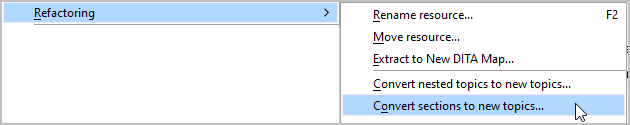 Refactoring
Rename resource... F2
Move resource...
Extract to New DITA Map...
Convert nested topics to new topics...
Convert sections to new topics...